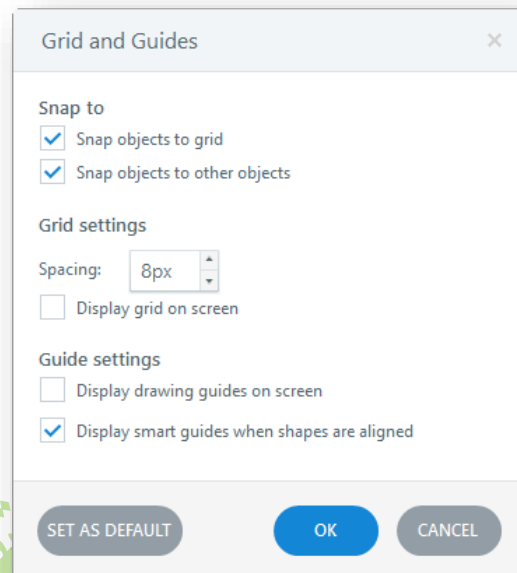 Grid and Guides
Snap to
Snap objects to grid
Snap objects to other objects
Grid settings
Spacing: 8px
Display grid on screen
Guide settings
Display drawing guides on screen
Display smart guides when shapes are aligned
SET AS DEFAULT OK CANCEL